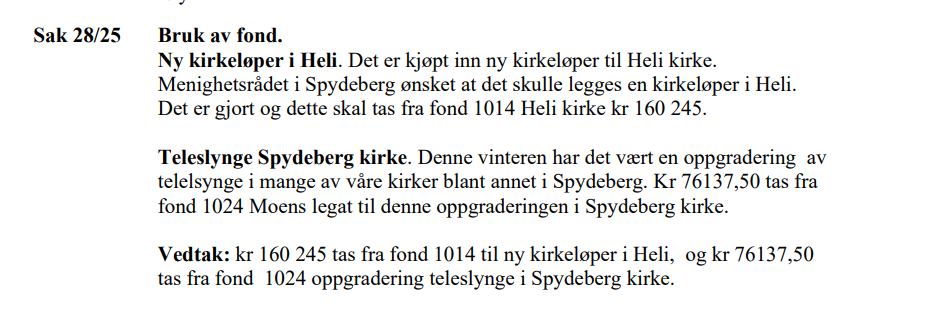 Sak 28/25 Bruk av fond.
Ny kirkeløper i Heli. Det er kjøpt inn ny kirkeløper til Heli kirke.
Menighetsrådet i Spydeberg ønsket at det skulle legges en kirkeløper i Heli.
Det er gjort og dette skal tas fra fond 1014 Heli kirke kr 160 245.
Teleslynge Spydeberg kirke. Denne vinteren har det vært en oppgradering av
telelsynge i mange av våre kirker blant annet i Spydeberg. Kr 76137,50 tas fra
fond 1024 Moens legat til denne oppgraderingen i Spydeberg kirke.
Vedtak: kr 160 245 tas fra fond 1014 til ny kirkeløper i Heli, og kr 76137,50
tas fra fond 1024 oppgradering teleslynge i Spydeberg kirke.